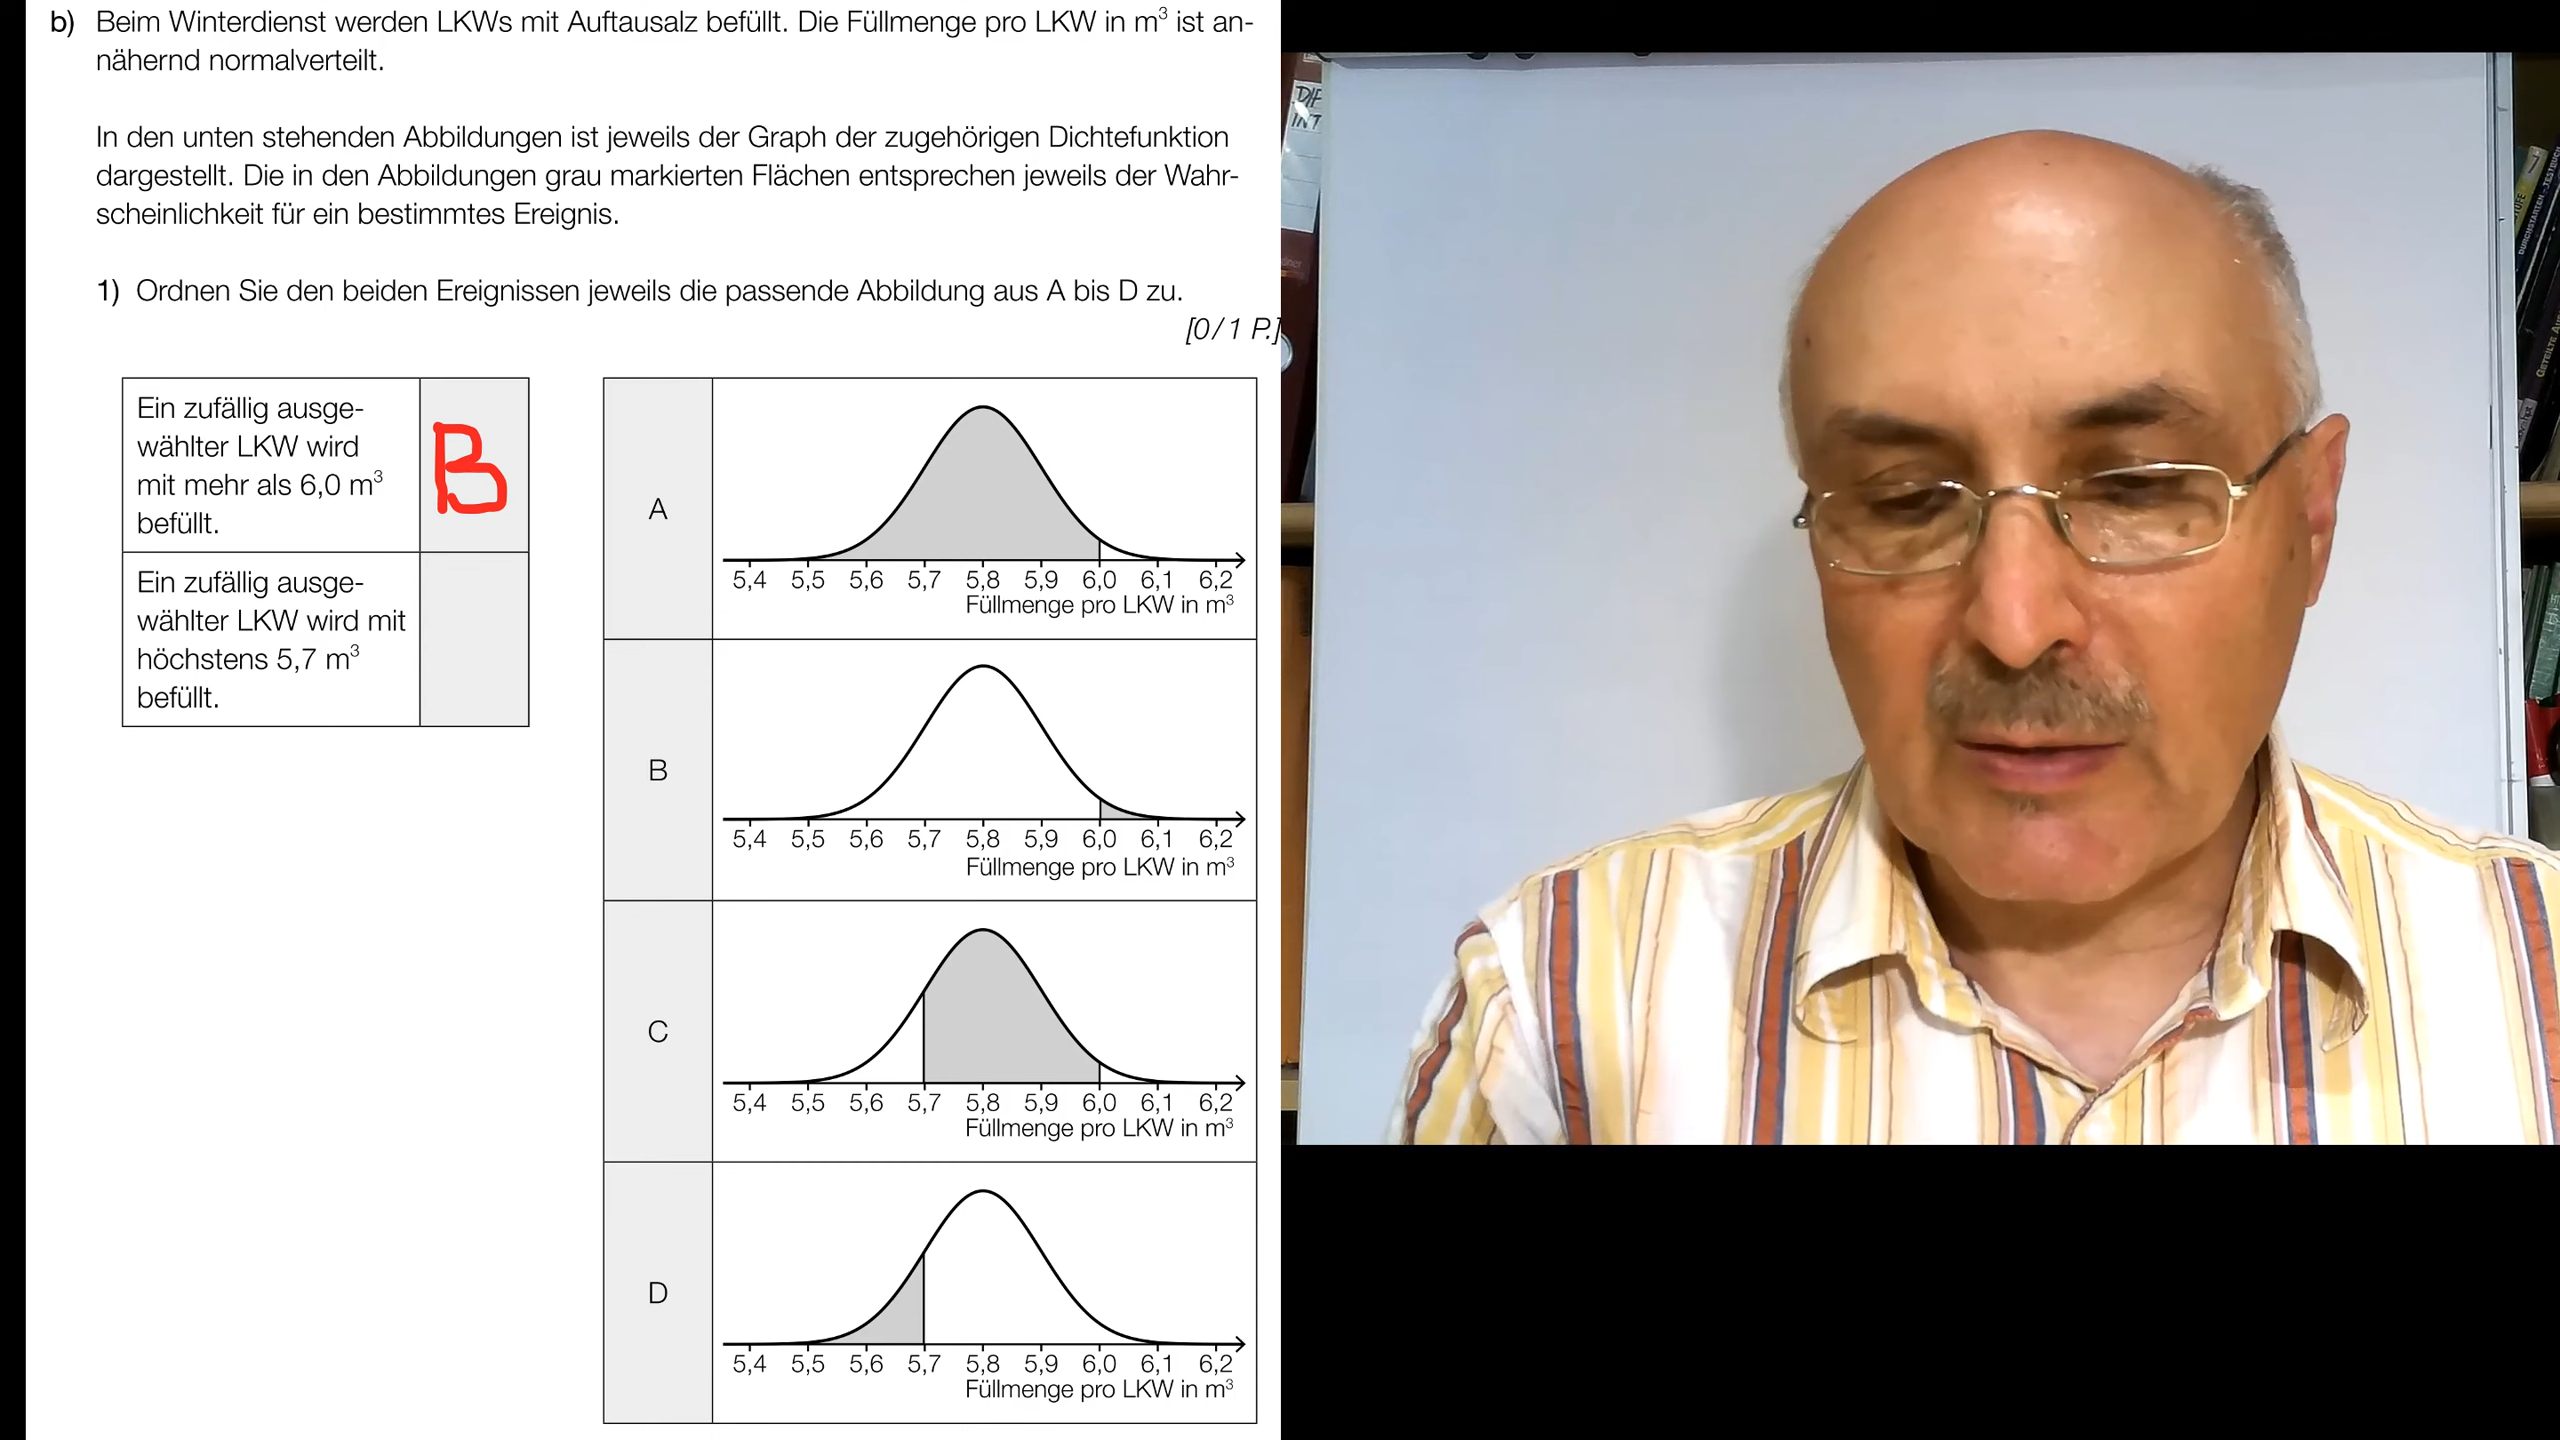 b) Beim Winterdienst werden LKWs mit Auftausalz befüllt. Die Füllmenge pro LKW in m³ ist an-
nähernd normalverteilt.
In den unten stehenden Abbildungen ist jeweils der Graph der zugehörigen Dichtefunktion
dargestellt. Die in den Abbildungen grau markierten Flächen entsprechen jeweils der Wahr-
scheinlichkeit für ein bestimmtes Ereignis.
1) Ordnen Sie den beiden Ereignissen jeweils die passende Abbildung aus A bis D zu.
[0/1 P.]
Ein zufällig ausge-
wählter LKW wird
mit mehr als 6,0 m³
befüllt.
B
Ein zufällig ausge-
wählter LKW wird mit
höchstens 5,7 m³
befüllt.
A
5,4 5,5 5,6 5,7 5,8 5,9 6,0 6,1 6,2
Füllmenge pro LKW in m³
B
5,4 5,5 5,6 5,7 5,8 5,9 6,0 6,1 6,2
Füllmenge pro LKW in m³
C
5,4 5,5 5,6 5,7 5,8 5,9 6,0 6,1 6,2
Füllmenge pro LKW in m³
D
5,4 5,5 5,6 5,7 5,8 5,9 6,0 6,1 6,2
Füllmenge pro LKW in m³
DIF
INT